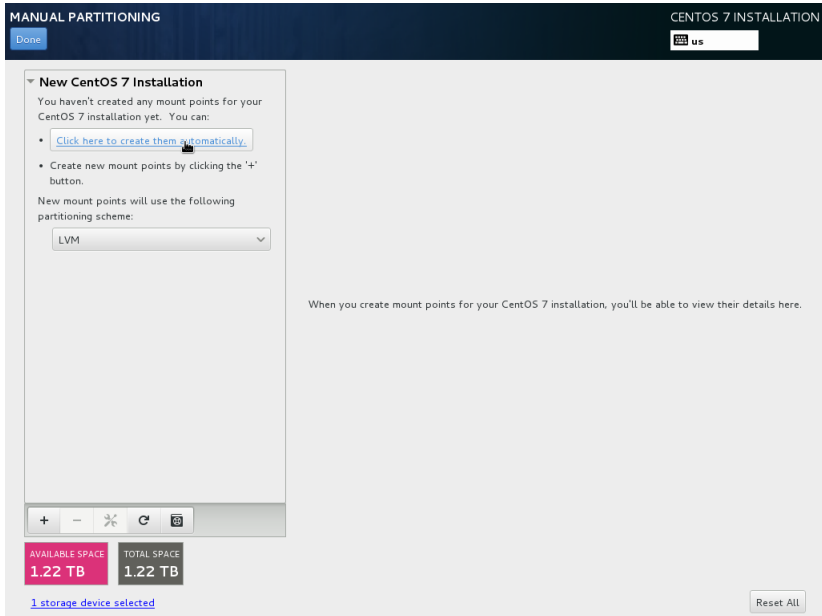 MANUAL PARTITIONING
CENTOS 7 INSTALLATION
Done
us
New CentOS 7 Installation
You haven't created any mount points for your
CentOS 7 installation yet. You can:
• Click here to create them automatically.
• Create new mount points by clicking the '+'
button.
New mount points will use the following
partitioning scheme:
LVM
When you create mount points for your CentOS 7 installation, you'll be able to view their details here.
+ −
AVAILABLE SPACE
1.22 TB
TOTAL SPACE
1.22 TB
1 storage device selected
Reset All